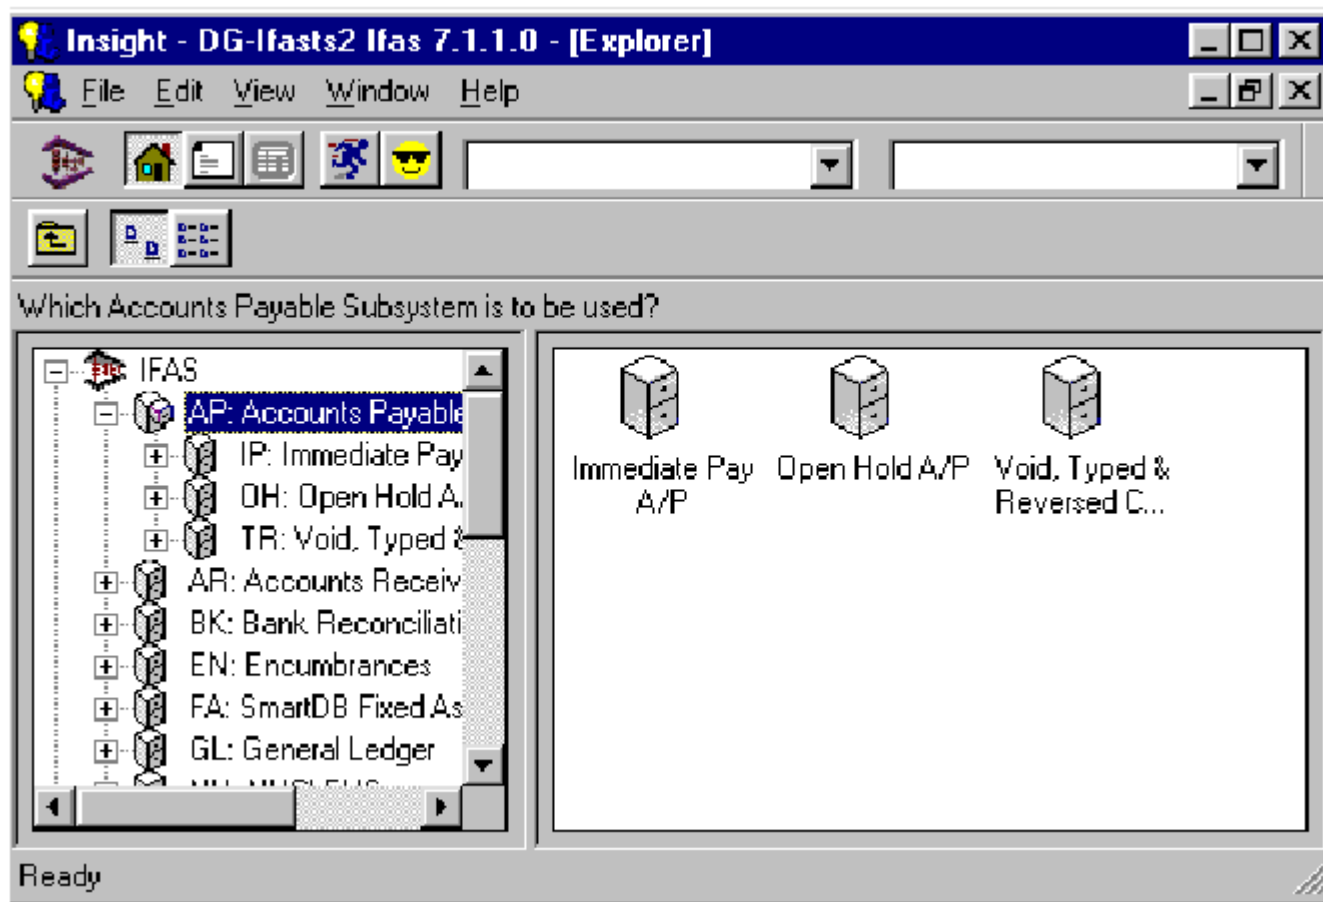 Insight - DG-Ifasts2 Ifas 7.1.1.0 - [Explorer]
File Edit View Window Help
Which Accounts Payable Subsystem is to be used?
IFAS
AP: Accounts Payable
IP: Immediate Pay
OH: Open Hold A
TR: Void, Typed &
AR: Accounts Receiv
BK: Bank Reconciliati
EN: Encumbrances
FA: SmartDB Fixed As
GL: General Ledger
Immediate Pay
A/P
Open Hold A/P
Void, Typed &
Reversed C...
Ready